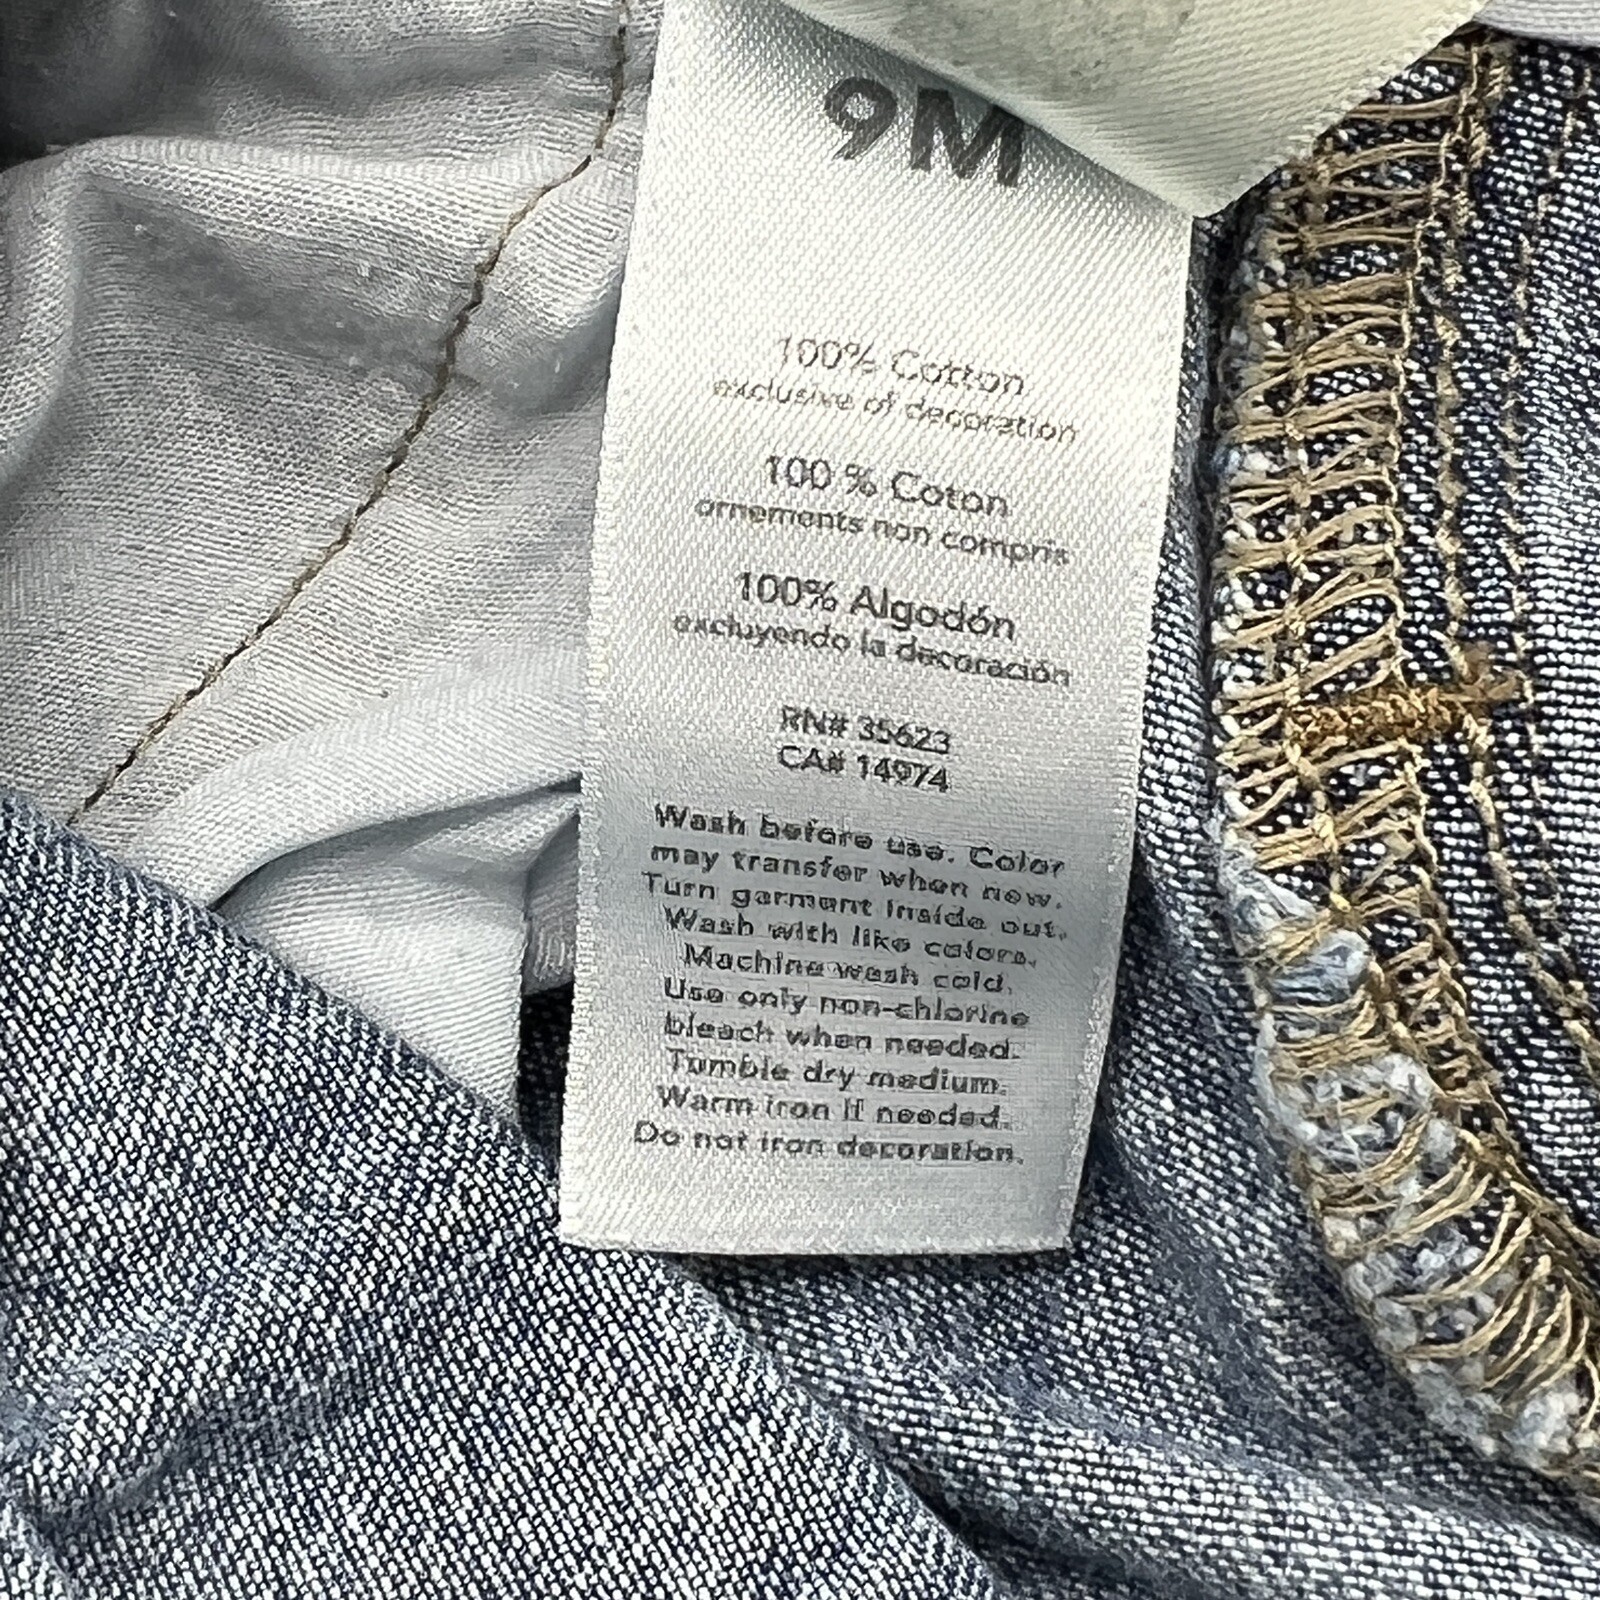 9M
100% Cotton
exclusive of decoration
100 % Coton
ornements non compris
100% Algodón
excluyendo la decoración
RN# 35623
CA# 14974
Wash before use. Color
may transfer when new.
Turn garment inside out.
Wash with like colors.
Machine wash cold.
Use only non-chlorine
bleach when needed.
Tumble dry medium.
Warm iron if needed.
Do not iron decoration.